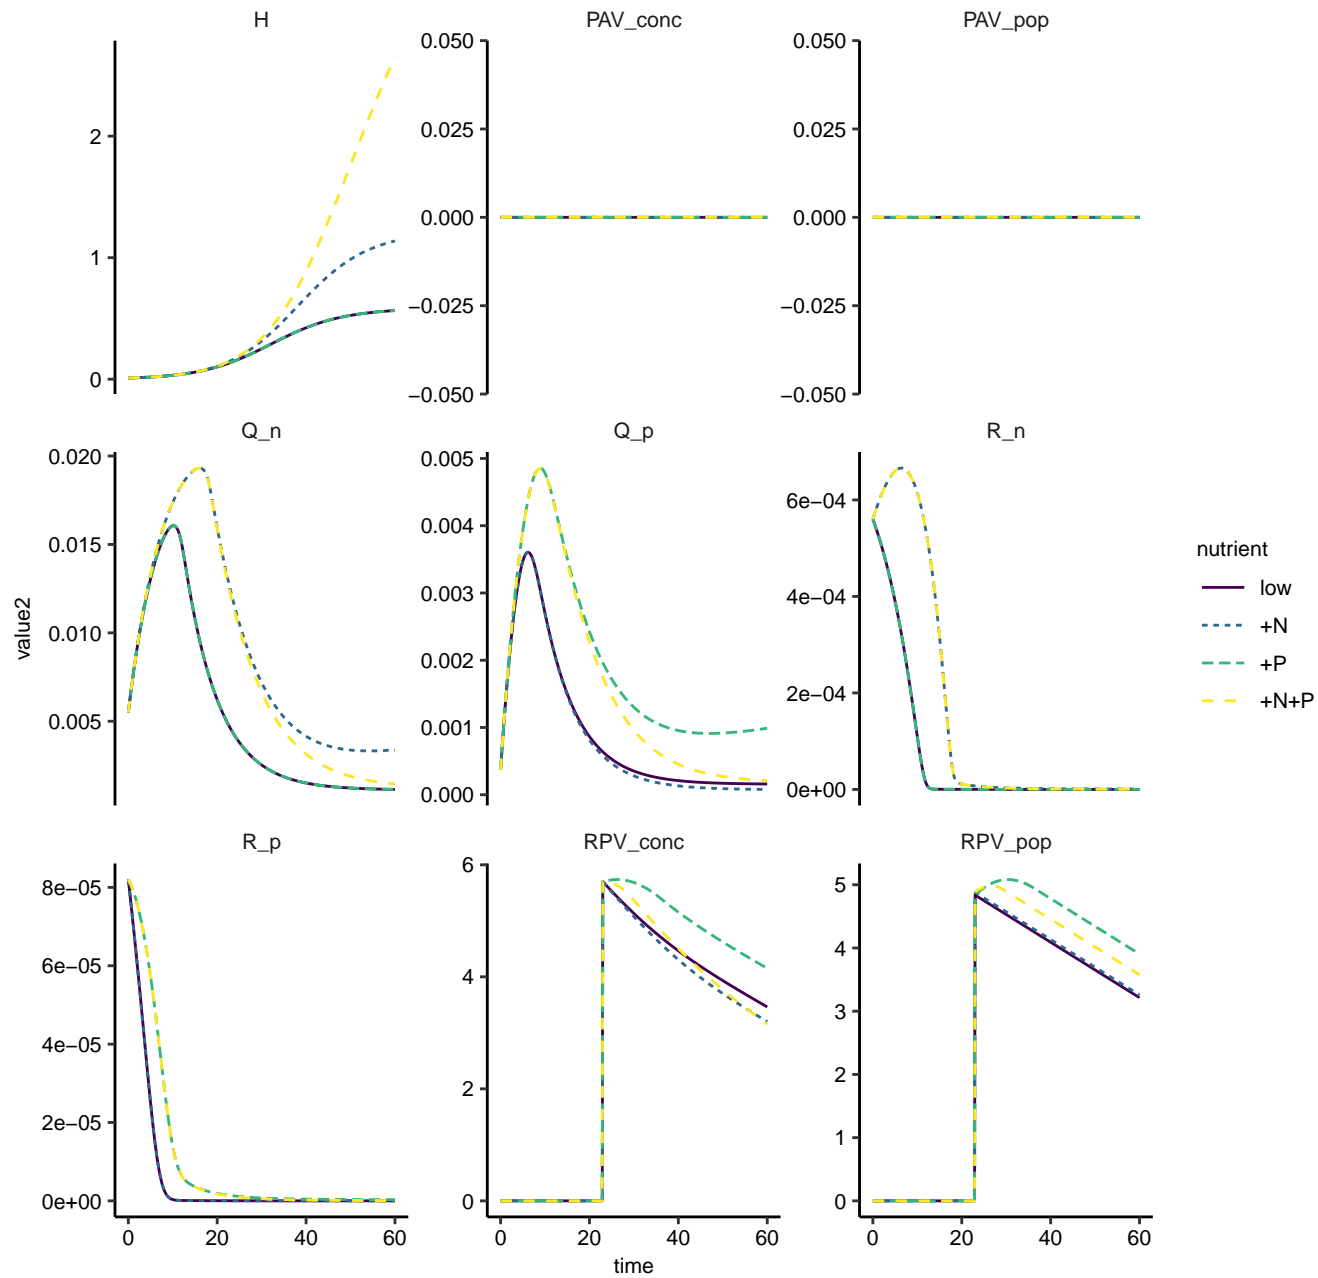 H
PAV_conc
PAV_pop
2
1
0
0.050
0.025
0.000
−0.025
−0.050
0.050
0.025
0.000
−0.025
−0.050
Q_n
Q_p
R_n
value2
0.020
0.015
0.010
0.005
0.005
0.004
0.003
0.002
0.001
0.000
6e−04
4e−04
2e−04
0e+00
nutrient
low
+N
+P
+N+P
R_p
RPV_conc
RPV_pop
8e−05
6e−05
4e−05
2e−05
0e+00
6
4
2
0
5
4
3
2
1
0
0 20 40 60
0 20 40 60
0 20 40 60
time